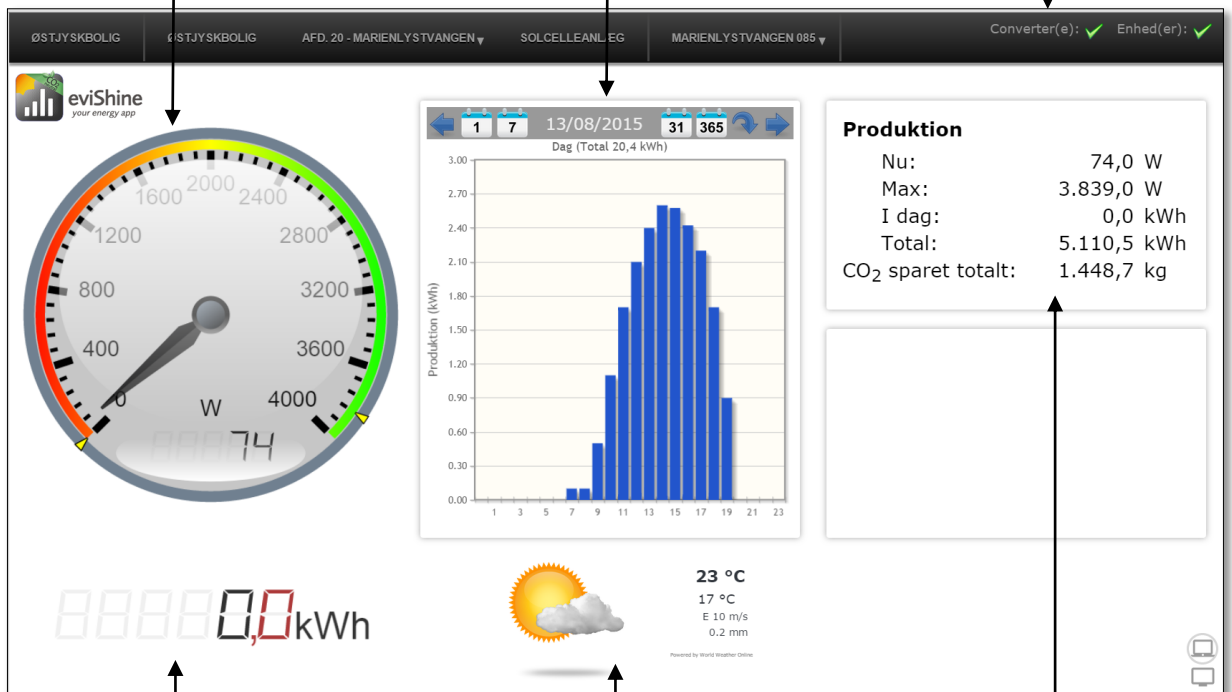 ØSTJYSKBOLIG
ØSTJYSKBOLIG
AFD. 20 - MARIENLYSTVANGEN
SOLCELLEANLÆG
MARIENLYSTVANGEN 085
Converter(e):
Enhed(er):
CO2
eviShine
your energy app
0
400
800
1200
1600
2000
2400
2800
3200
3600
4000
W
74
0,0 kWh
1
7
13/08/2015
31
365
Dag (Total 20,4 kWh)
Produktion (kWh)
3.00
2.70
2.40
2.10
1.80
1.50
1.20
0.90
0.60
0.30
0.00
1 3 5 7 9 11 13 15 17 19 21 23
23 °C
17 °C
E 10 m/s
0.2 mm
Powered by World Weather Online
Produktion
Nu: 74,0 W
Max: 3.839,0 W
I dag: 0,0 kWh
Total: 5.110,5 kWh
CO2 sparet totalt: 1.448,7 kg